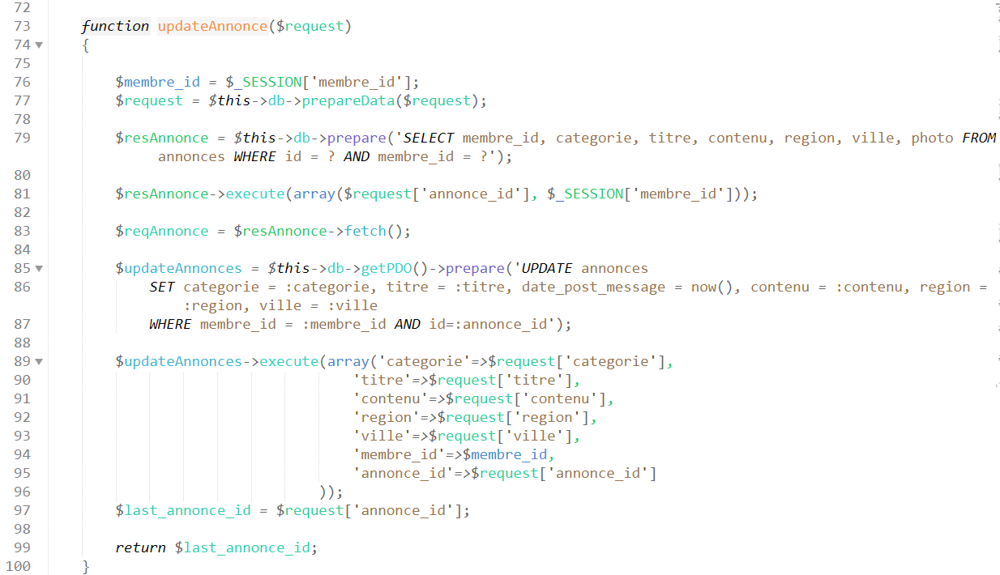 72
73 function updateAnnonce($request)
74 {
75
76 $membre_id = $_SESSION['membre_id'];
77 $request = $this->db->prepareData($request);
78
79 $resAnnonce = $this->db->prepare('SELECT membre_id, categorie, titre, contenu, region, ville, photo FROM
annonces WHERE id = ? AND membre_id = ?');
80
81 $resAnnonce->execute(array($request['annonce_id'], $_SESSION['membre_id']));
82
83 $reqAnnonce = $resAnnonce->fetch();
84
85 $updateAnnonces = $this->db->getPDO()->prepare('UPDATE annonces
86 SET categorie = :categorie, titre = :titre, date_post_message = now(), contenu = :contenu, region =
:region, ville = :ville
87 WHERE membre_id = :membre_id AND id=:annonce_id');
88
89 $updateAnnonces->execute(array('categorie'=>$request['categorie'],
90 'titre'=>$request['titre'],
91 'contenu'=>$request['contenu'],
92 'region'=>$request['region'],
93 'ville'=>$request['ville'],
94 'membre_id'=>$membre_id,
95 'annonce_id'=>$request['annonce_id']
96 ));
97 $last_annonce_id = $request['annonce_id'];
98
99 return $last_annonce_id;
100 }